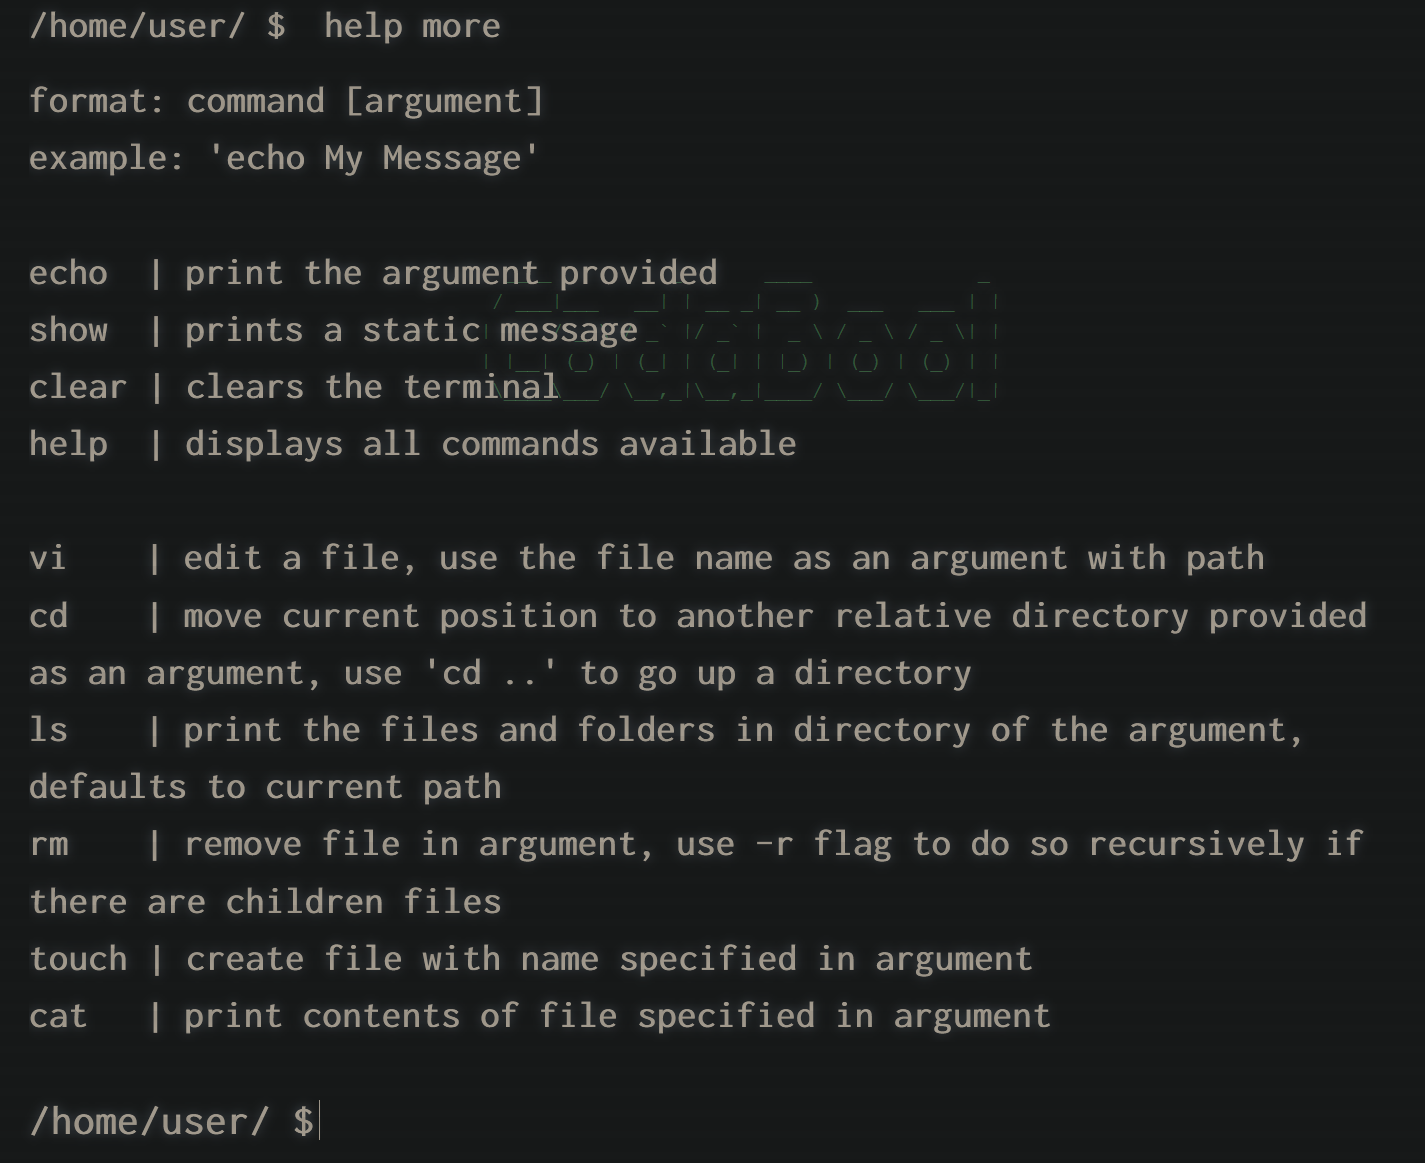 /home/user/ $  help more
format: command [argument]
example: 'echo My Message'
echo  | print the argument provided
show  | prints a static message
clear | clears the terminal
help  | displays all commands available
vi    | edit a file, use the file name as an argument with path
cd    | move current position to another relative directory provided
as an argument, use 'cd ..' to go up a directory
ls    | print the files and folders in directory of the argument,
defaults to current path
rm    | remove file in argument, use -r flag to do so recursively if
there are children files
touch | create file with name specified in argument
cat   | print contents of file specified in argument
/home/user/ $